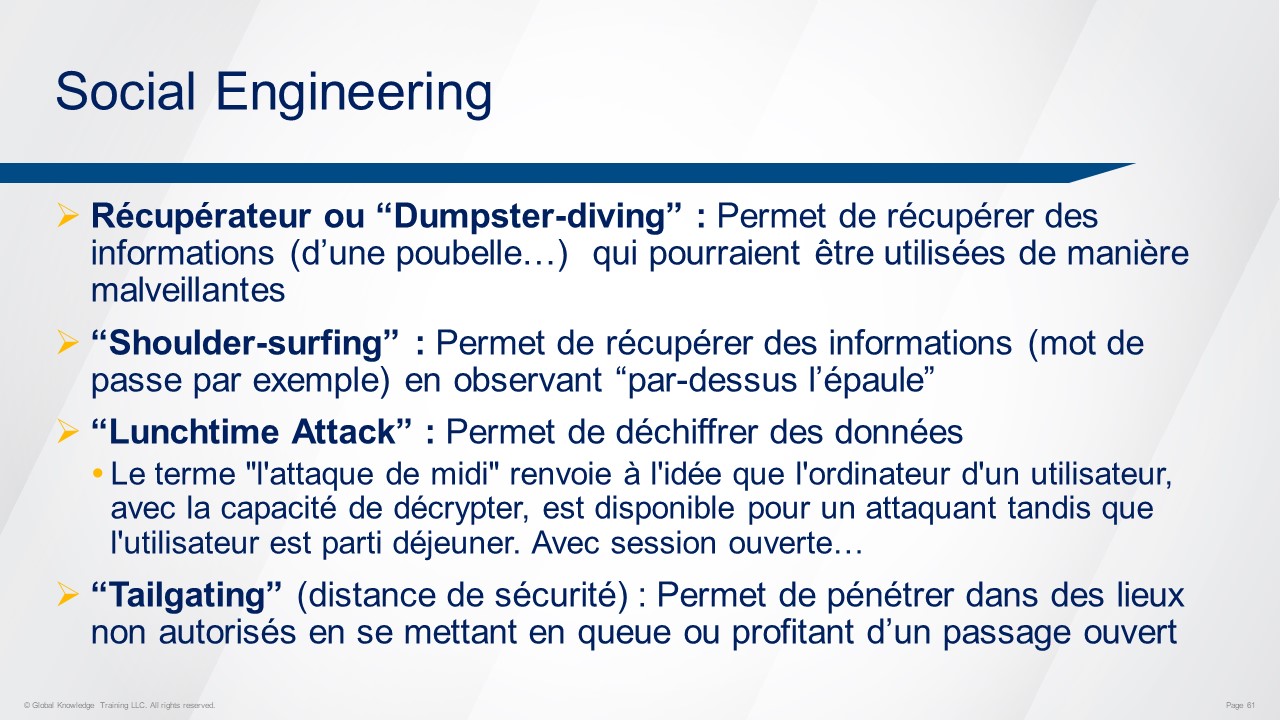 Social Engineering
Récupérateur ou “Dumpster-diving” : Permet de récupérer des
informations (d’une poubelle…) qui pourraient être utilisées de manière
malveillantes
“Shoulder-surfing” : Permet de récupérer des informations (mot de
passe par exemple) en observant “par-dessus l’épaule”
“Lunchtime Attack” : Permet de déchiffrer des données
Le terme "l'attaque de midi" renvoie à l'idée que l'ordinateur d'un utilisateur,
avec la capacité de décrypter, est disponible pour un attaquant tandis que
l'utilisateur est parti déjeuner. Avec session ouverte…
“Tailgating” (distance de sécurité) : Permet de pénétrer dans des lieux
non autorisés en se mettant en queue ou profitant d’un passage ouvert
© Global Knowledge Training LLC. All rights reserved.
Page 61